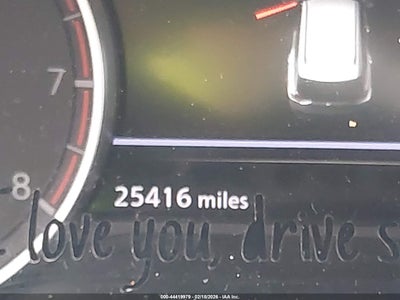 7
8
25416 miles
love you, drive s
000-44419979 - 02/18/2026 - IAA Inc.